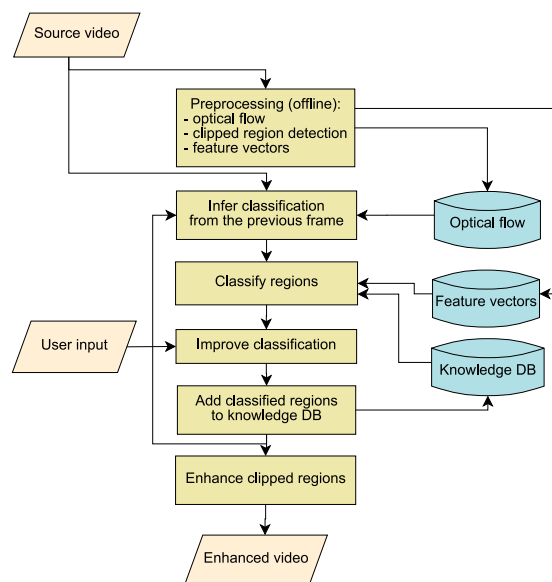 Source video
Preprocessing (offline):
- optical flow
- clipped region detection
- feature vectors
Infer classification
from the previous frame
Optical flow
Classify regions
Feature vectors
User input
Improve classification
Knowledge DB
Add classified regions
to knowledge DB
Enhance clipped regions
Enhanced video